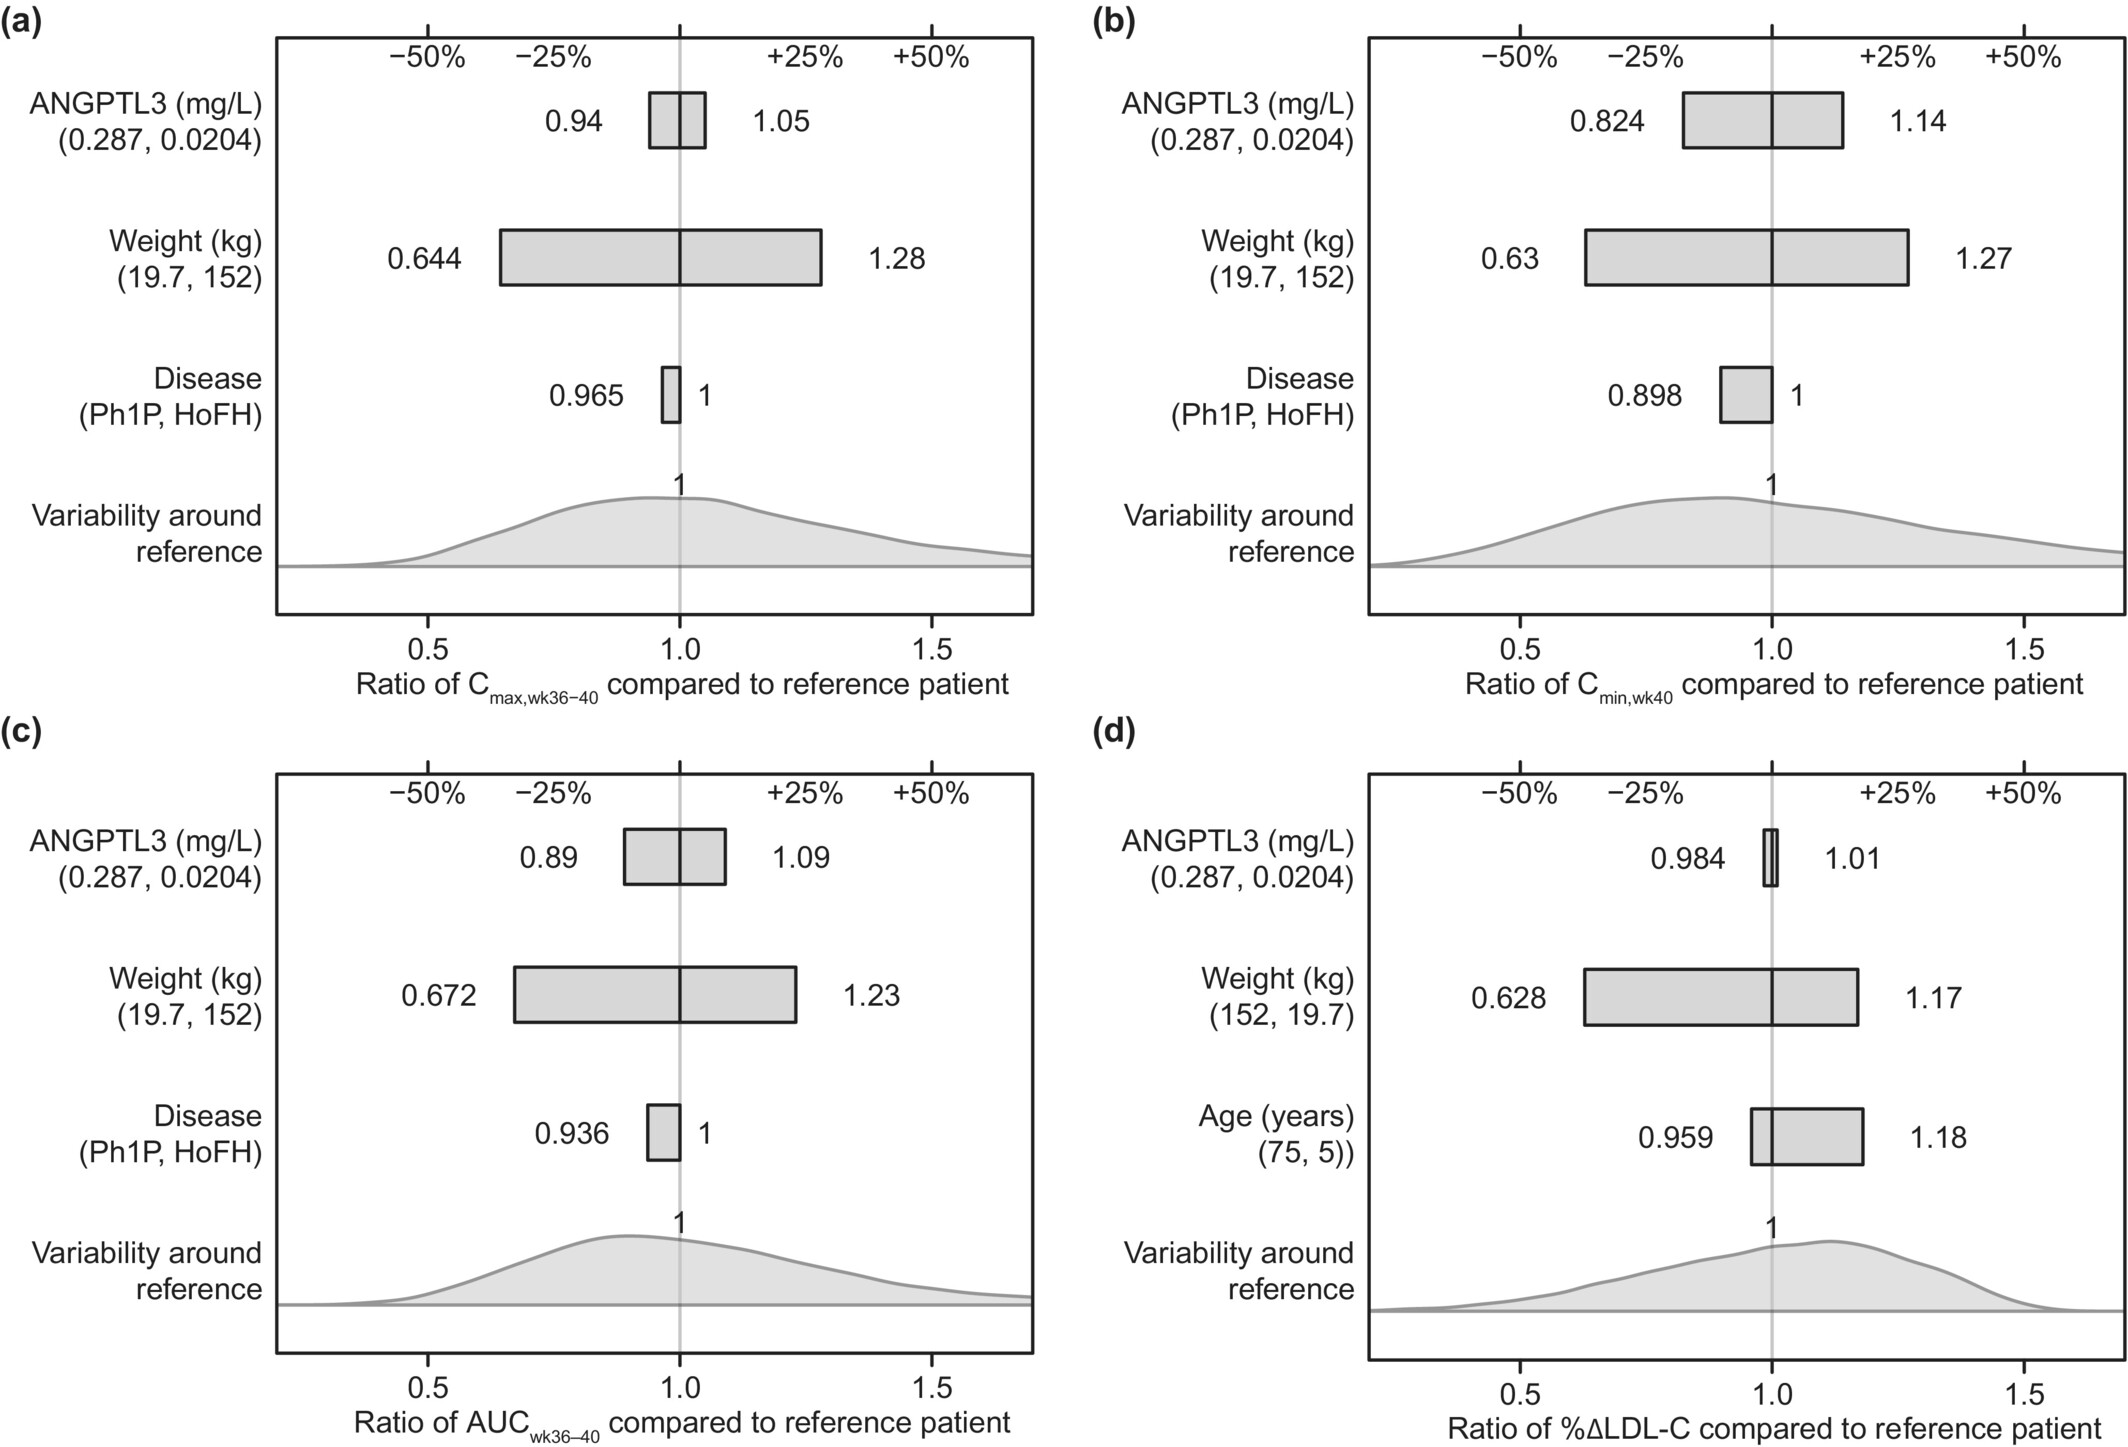 (a)
−50% −25% +25% +50%
ANGPTL3 (mg/L)
(0.287, 0.0204)
0.94 1.05
Weight (kg)
(19.7, 152)
0.644 1.28
Disease
(Ph1P, HoFH)
0.965 1
1
Variability around
reference
0.5 1.0 1.5
Ratio of Cmax,wk36−40 compared to reference patient
(b)
−50% −25% +25% +50%
ANGPTL3 (mg/L)
(0.287, 0.0204)
0.824 1.14
Weight (kg)
(19.7, 152)
0.63 1.27
Disease
(Ph1P, HoFH)
0.898 1
1
Variability around
reference
0.5 1.0 1.5
Ratio of Cmin,wk40 compared to reference patient
(c)
−50% −25% +25% +50%
ANGPTL3 (mg/L)
(0.287, 0.0204)
0.89 1.09
Weight (kg)
(19.7, 152)
0.672 1.23
Disease
(Ph1P, HoFH)
0.936 1
1
Variability around
reference
0.5 1.0 1.5
Ratio of AUCwk36–40 compared to reference patient
(d)
−50% −25% +25% +50%
ANGPTL3 (mg/L)
(0.287, 0.0204)
0.984 1.01
Weight (kg)
(152, 19.7)
0.628 1.17
Age (years)
(75, 5))
0.959 1.18
1
Variability around
reference
0.5 1.0 1.5
Ratio of %ΔLDL-C compared to reference patient